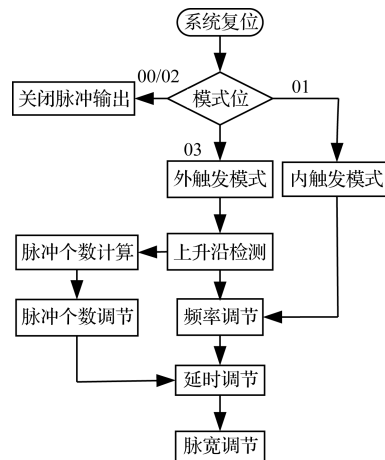 系统复位
00/02
01
关闭脉冲输出
模式位
03
外触发模式
内触发模式
脉冲个数计算
上升沿检测
脉冲个数调节
频率调节
延时调节
脉宽调节